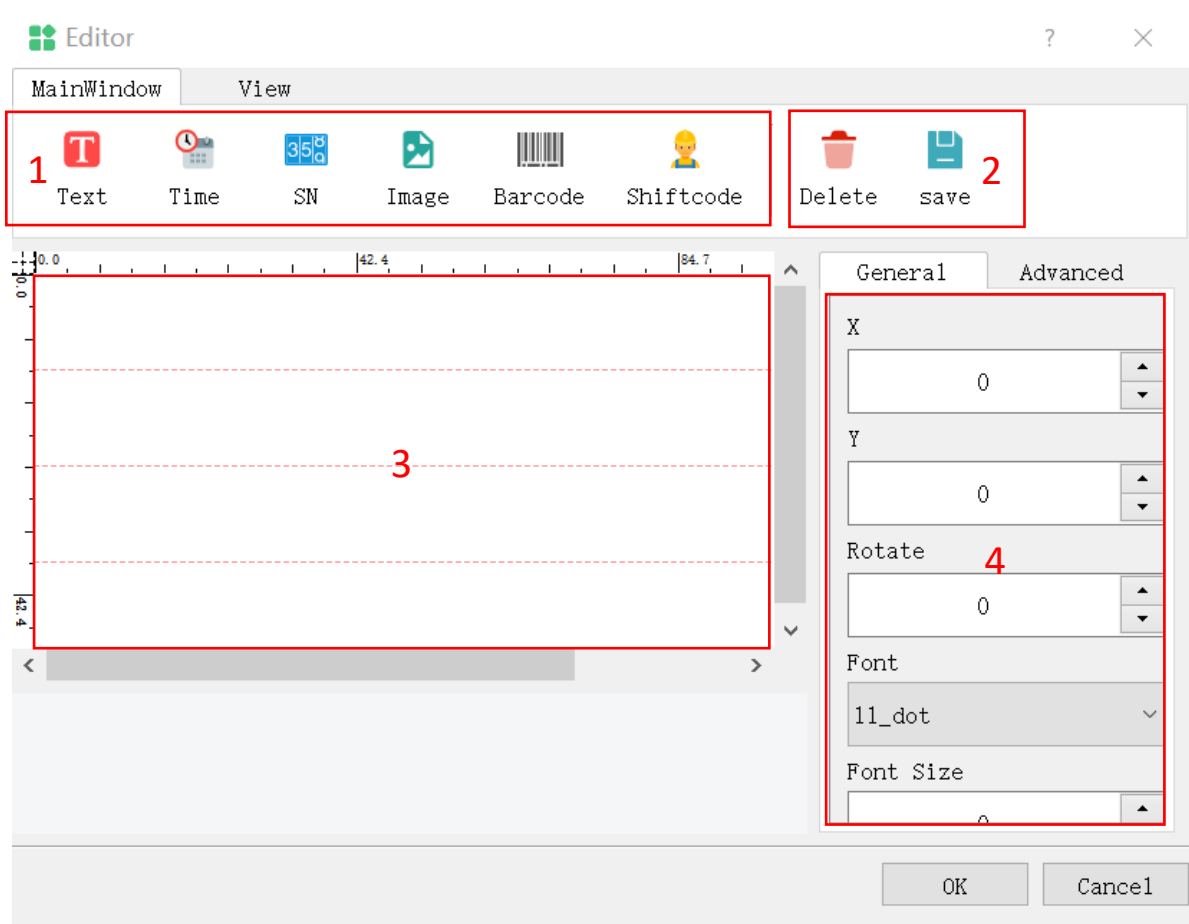 Editor
?
MainWindow View
1
Text Time SN Image Barcode Shiftcode
2
Delete save
0.0 42.4 84.7
0.0
42.4
3
General Advanced
X
0
Y
0
Rotate
0
4
Font
11_dot
Font Size
0
OK Cancel